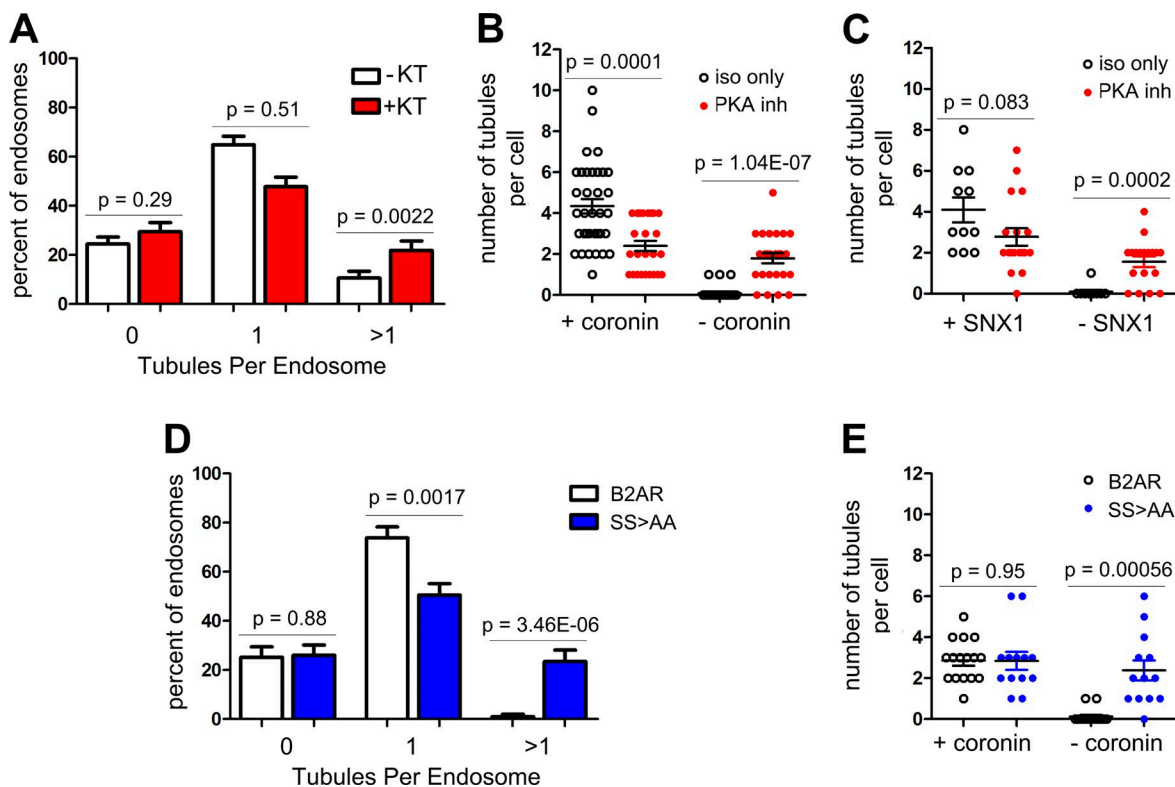 A
percent of endosomes
100
80
60
40
20
0
- KT
+KT
p = 0.29
p = 0.51
p = 0.0022
0 1 >1
Tubules Per Endosome
B
number of tubules
per cell
12
10
8
6
4
2
0
p = 0.0001
iso only
PKA inh
p = 1.04E-07
+ coronin - coronin
C
number of tubules
per cell
12
10
8
6
4
2
0
iso only
PKA inh
p = 0.083
p = 0.0002
+ SNX1 - SNX1
D
percent of endosomes
100
80
60
40
20
0
B2AR
SS>AA
p = 0.88
p = 0.0017
p = 3.46E-06
0 1 >1
Tubules Per Endosome
E
number of tubules
per cell
12
10
8
6
4
2
0
B2AR
SS>AA
p = 0.95
p = 0.00056
+ coronin - coronin